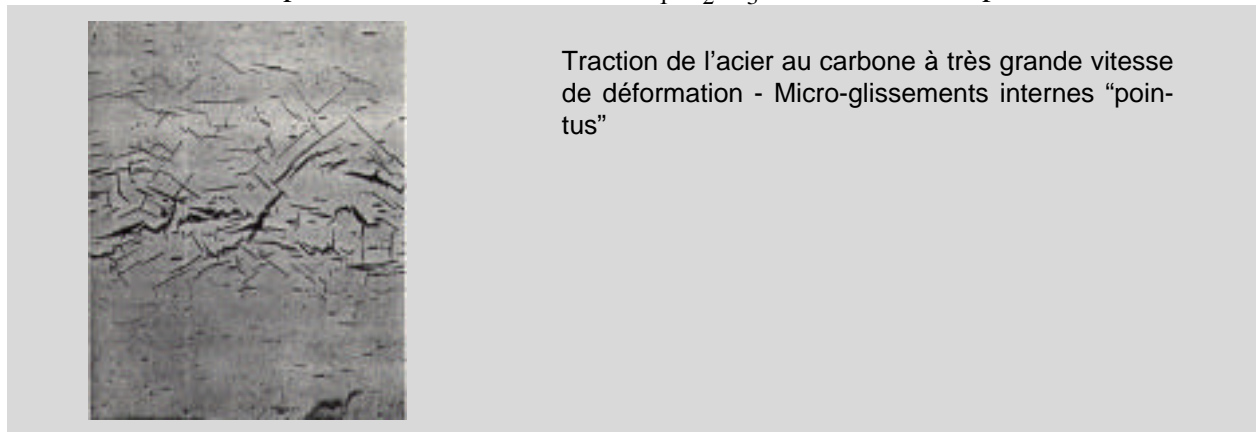 Traction de l’acier au carbone à très grande vitesse
de déformation - Micro-glissements internes “poin-
tus”